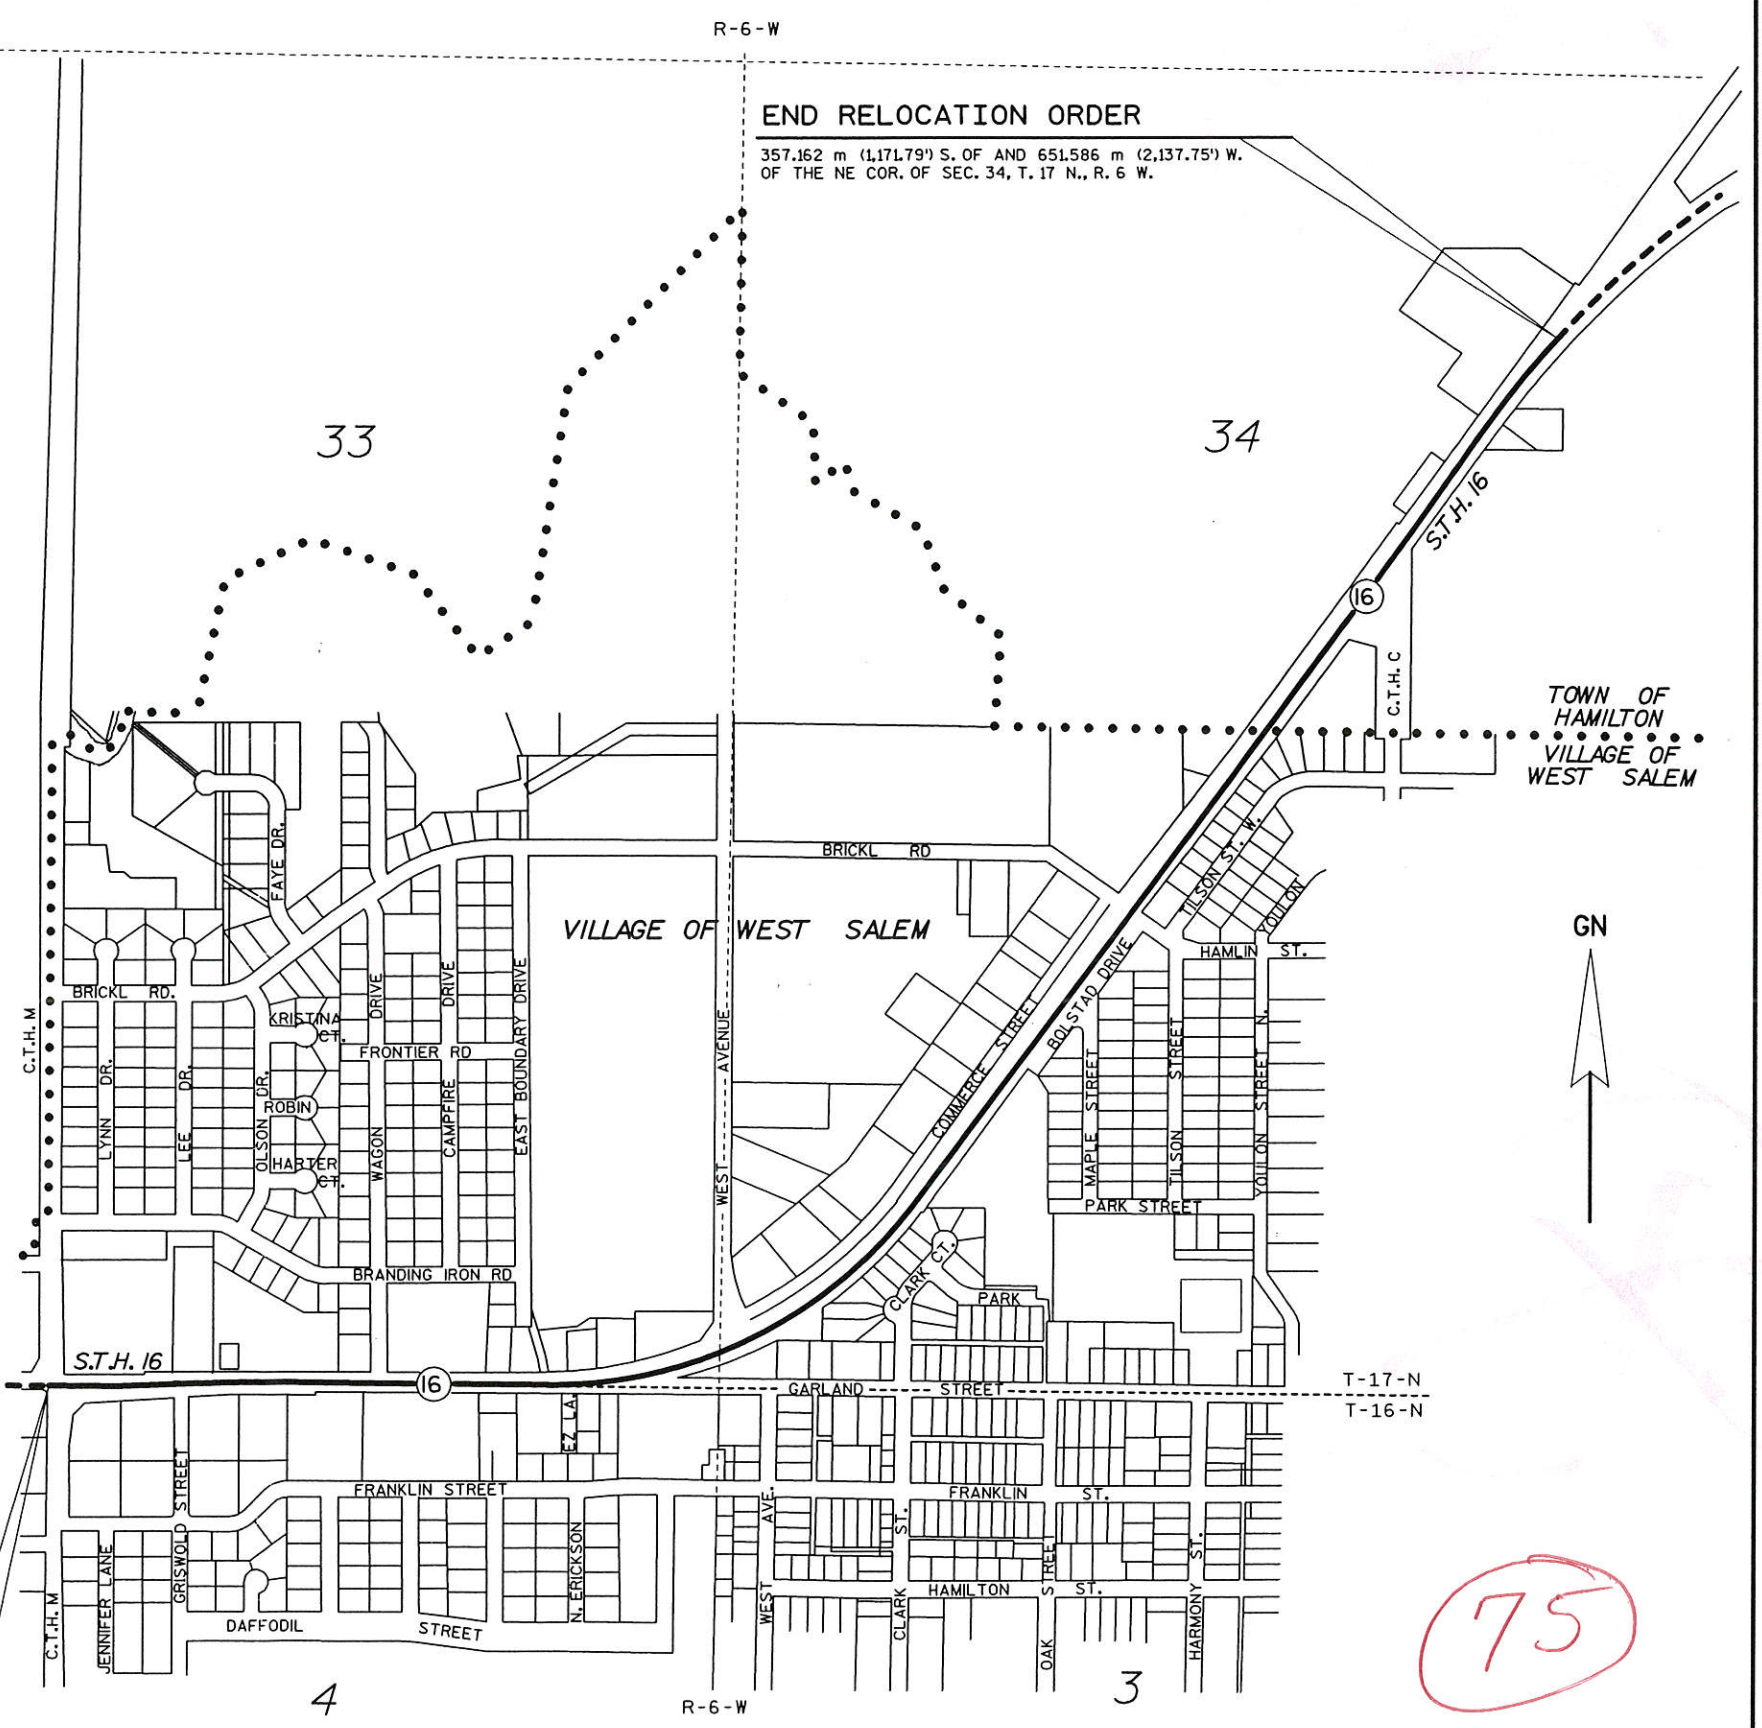 R-6-W
END RELOCATION ORDER
357.162 m (1,171.79') S. OF AND 651.586 m (2,137.75') W.
OF THE NE COR. OF SEC. 34, T. 17 N., R. 6 W.
33
34
S.T.H. 16
16
C.T.H. C
TOWN OF
HAMILTON
VILLAGE OF
WEST SALEM
FAYE DR.
BRICKL RD
TILSON ST. W.
YOULON
VILLAGE OF WEST SALEM
GN
HAMLIN ST.
BOLSTAD DRIVE
BRICKL RD.
C.T.H. M
KRISTINA
CT.
FRONTIER RD
LYNN DR.
LEE DR.
OLSON DR.
ROBIN
HARTER
CT.
WAGON DRIVE
CAMPFIRE DRIVE
EAST BOUNDARY DRIVE
WEST AVENUE
COMMERCE STREET
MAPLE STREET
TILSON STREET
YOULON STREET N.
PARK STREET
CLARK CT.
BRANDING IRON RD
PARK
S.T.H. 16
16
GARLAND STREET
T-17-N
T-16-N
EZ LA.
FRANKLIN STREET
FRANKLIN ST.
GRISWOLD STREET
JENNIFER LANE
C.T.H. M
N. ERICKSON
WEST AVE.
CLARK ST.
OAK STREET
HARMONY ST.
HAMILTON ST.
DAFFODIL STREET
75
4
R-6-W
3